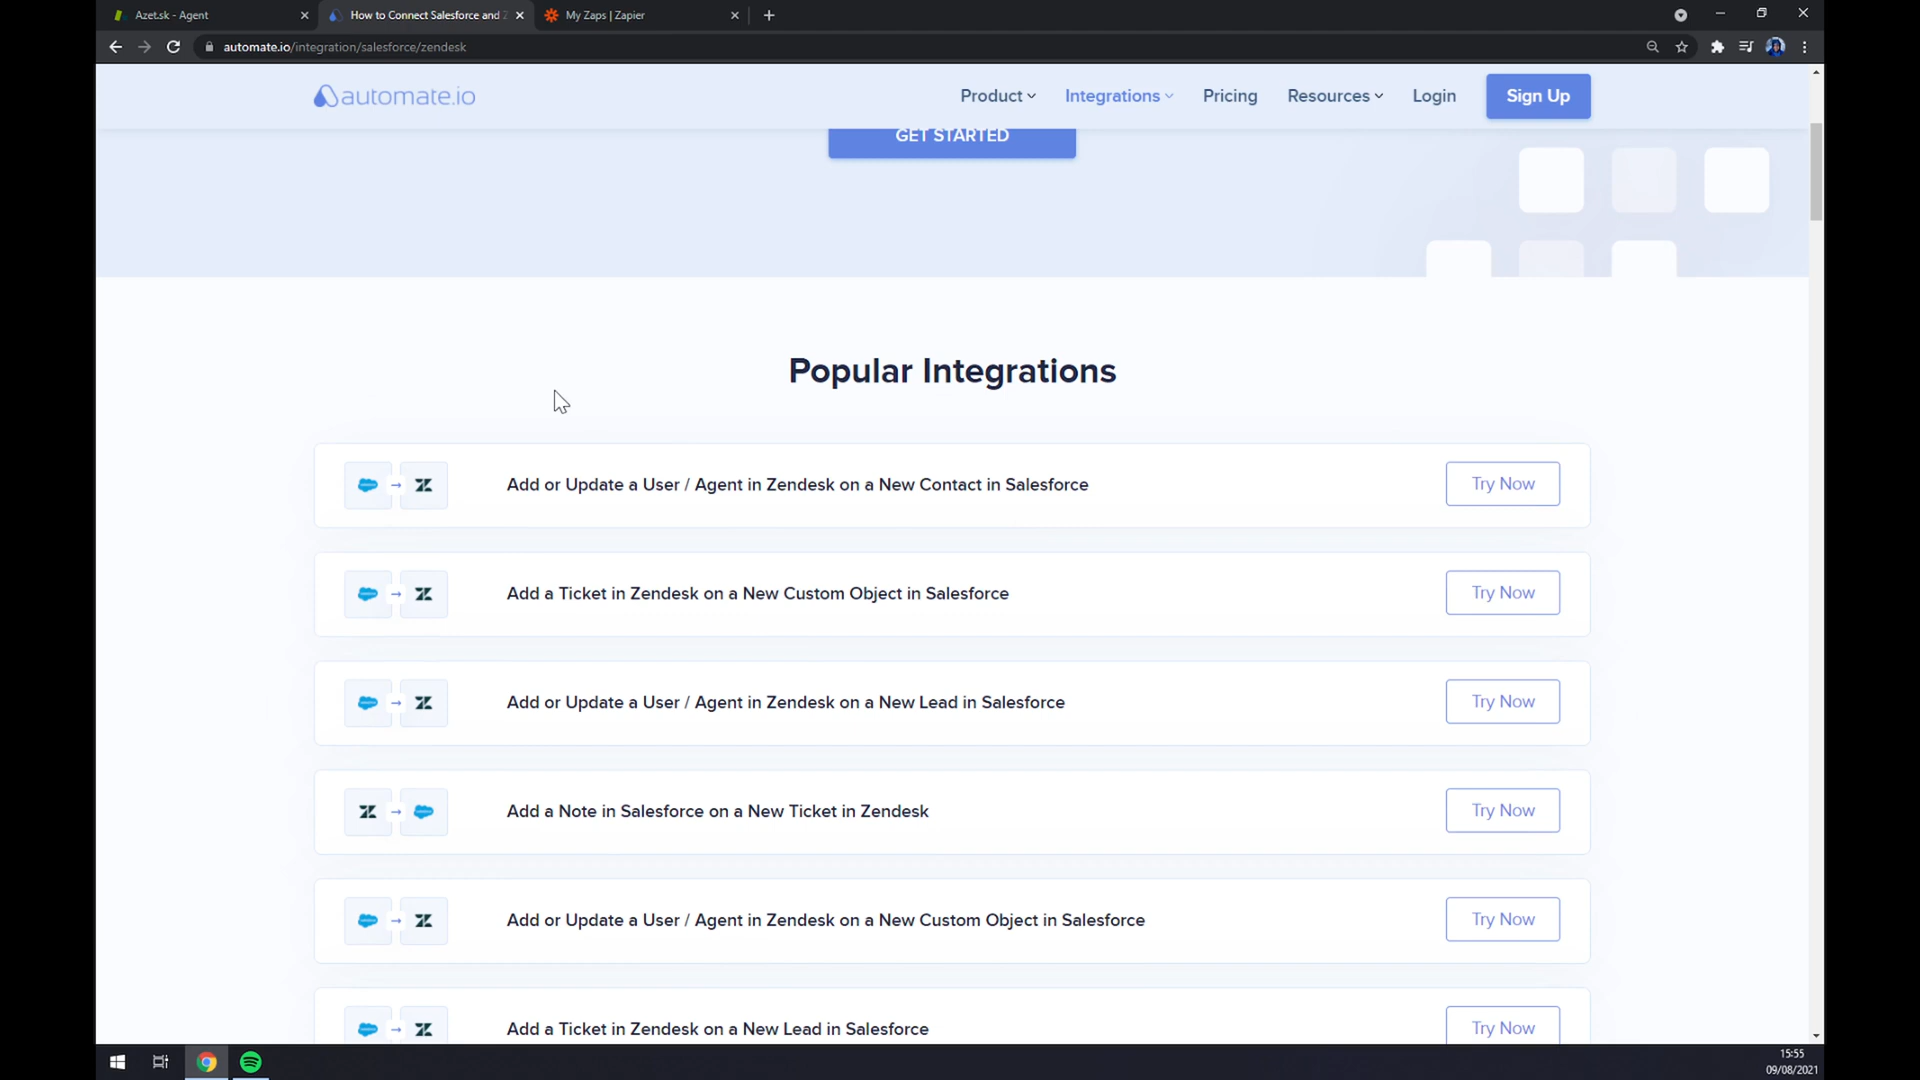 Azet.sk - Agent
How to Connect Salesforce and
My Zaps | Zapier
automate.io/integration/salesforce/zendesk
automate.io
Product
Integrations
Pricing
Resources
Login
Sign Up
GET STARTED
Popular Integrations
Add or Update a User / Agent in Zendesk on a New Contact in Salesforce
Try Now
Add a Ticket in Zendesk on a New Custom Object in Salesforce
Try Now
Add or Update a User / Agent in Zendesk on a New Lead in Salesforce
Try Now
Add a Note in Salesforce on a New Ticket in Zendesk
Try Now
Add or Update a User / Agent in Zendesk on a New Custom Object in Salesforce
Try Now
Add a Ticket in Zendesk on a New Lead in Salesforce
Try Now
15:55
09/08/2021